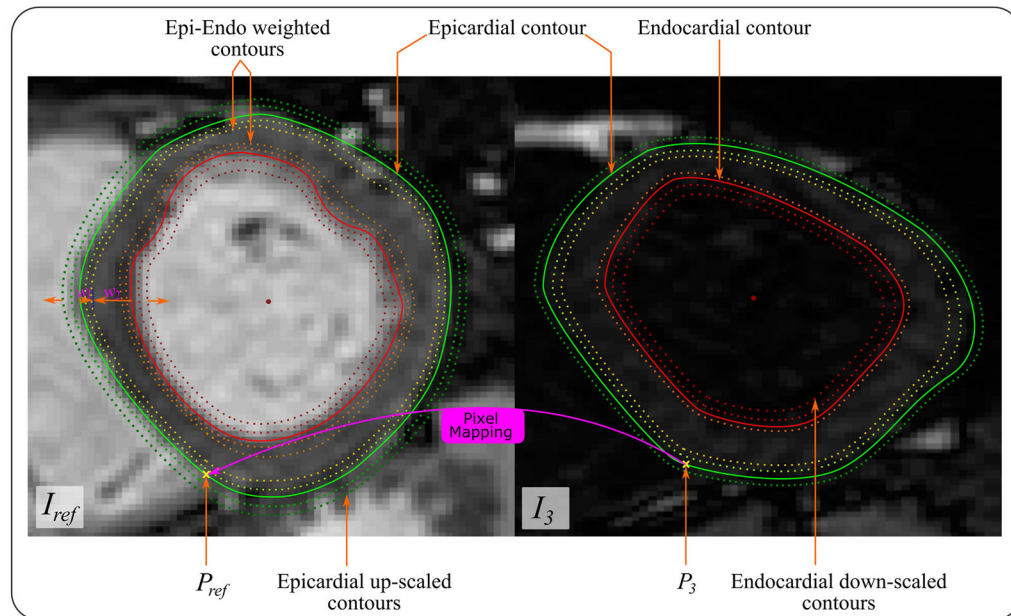 Epi-Endo weighted
contours
Epicardial contour
Endocardial contour
Pixel
Mapping
I_ref
I_3
P_ref
Epicardial up-scaled
contours
P_3
Endocardial down-scaled
contours